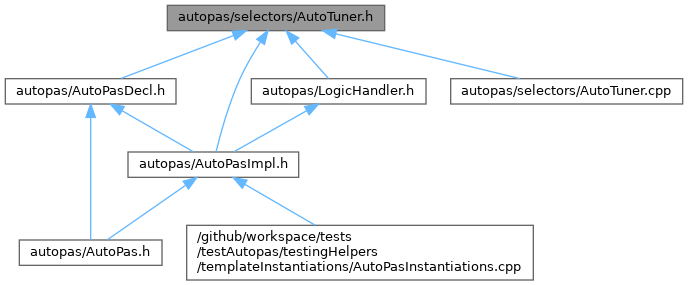 autopas/selectors/AutoTuner.h
autopas/AutoPasDecl.h
autopas/LogicHandler.h
autopas/selectors/AutoTuner.cpp
autopas/AutoPasImpl.h
autopas/AutoPas.h
/github/workspace/tests
/testAutopas/testingHelpers
/templateInstantiations/AutoPasInstantiations.cpp